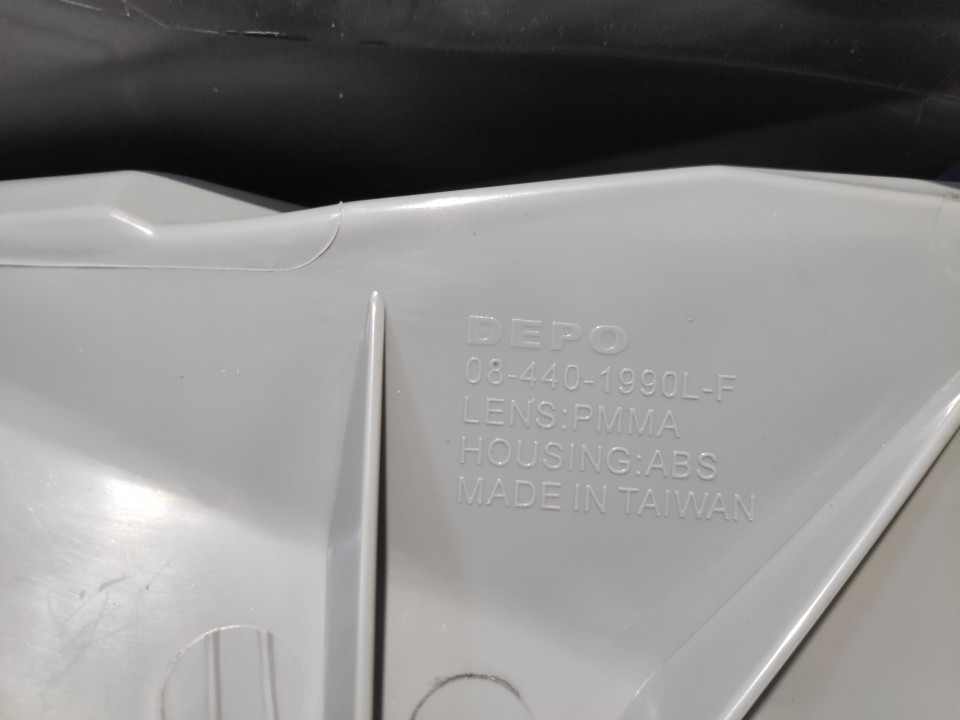 DEPO
08-440-1990L-F
LENS:PMMA
HOUSING:ABS
MADE IN TAIWAN